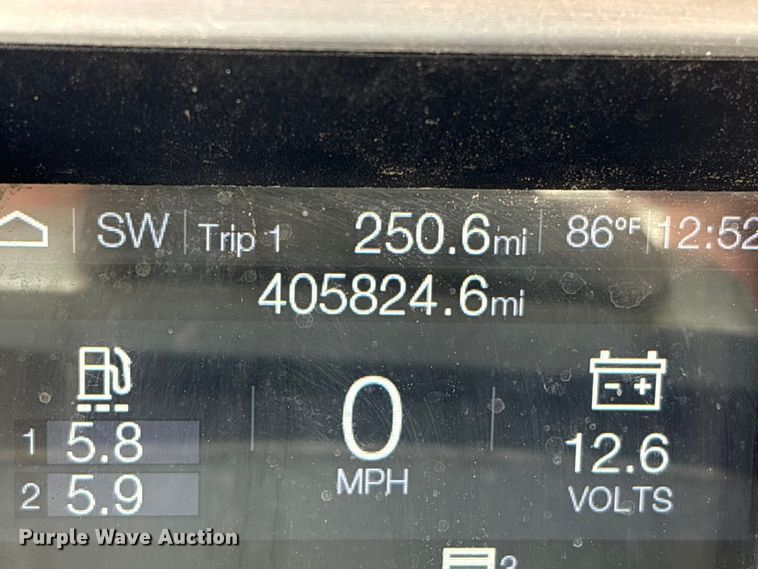 SW Trip 1 250.6mi 86°F 12:52
405824.6mi
1 5.8
2 5.9
0
MPH
12.6
VOLTS
3
Purple Wave Auction